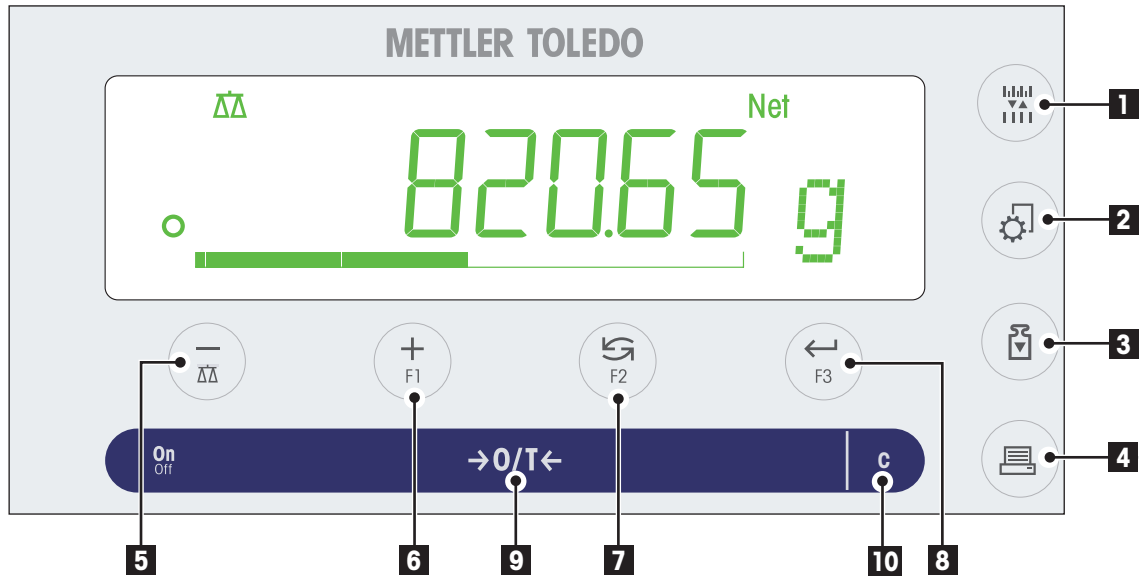 METTLER TOLEDO
Net
820.65 g
1
2
3
4
F1
F2
F3
On
Off
→0/T←
C
5
6
9
7
10
8